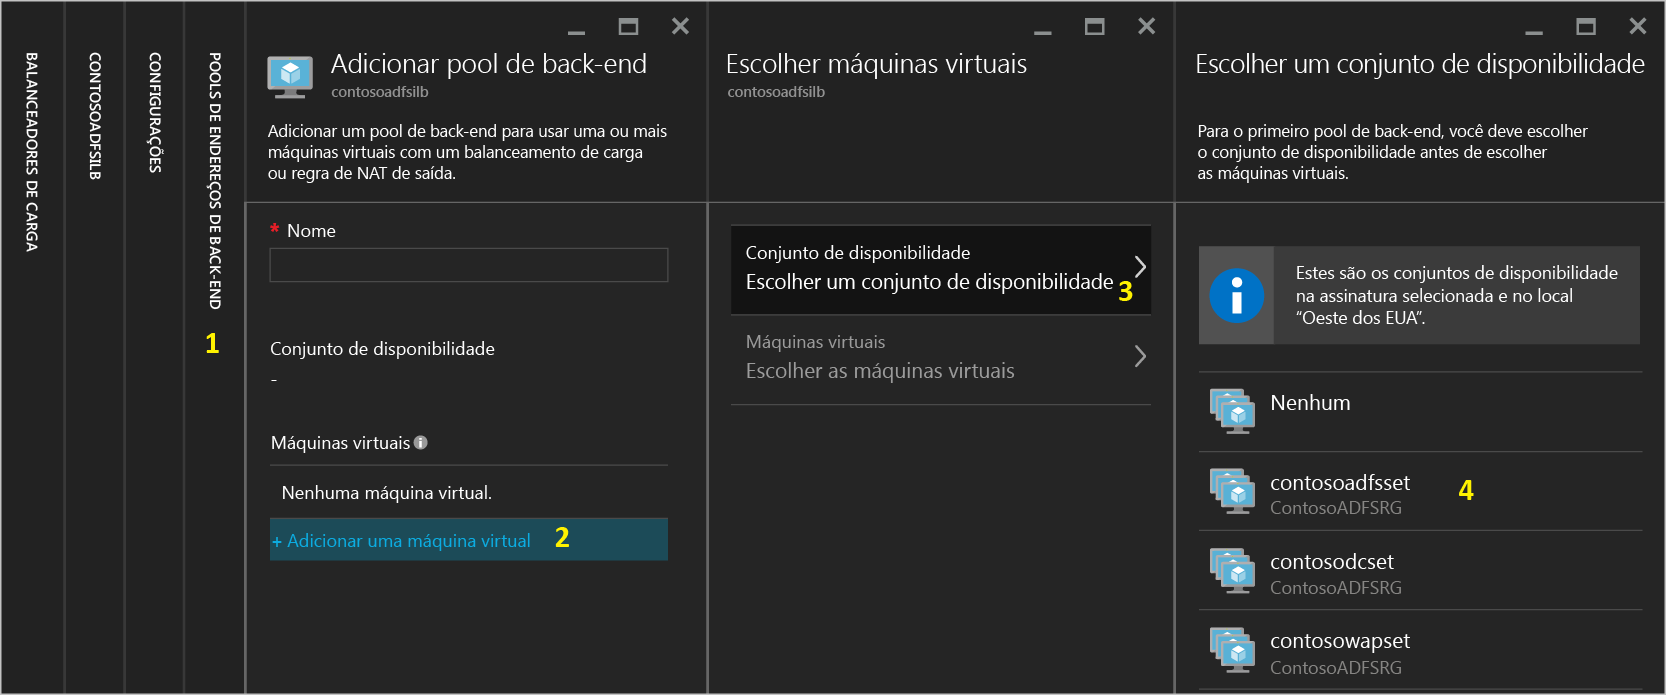 BALANCEADORES DE CARGA
CONTOSOADFSILB
CONFIGURAÇÕES
POOLS DE ENDEREÇOS DE BACK-END
1
Adicionar pool de back-end
contosoadfsilb
Adicionar um pool de back-end para usar uma ou mais
máquinas virtuais com um balanceamento de carga
ou regra de NAT de saída.
* Nome
Conjunto de disponibilidade
-
Máquinas virtuais
Nenhuma máquina virtual.
+ Adicionar uma máquina virtual 2
Escolher máquinas virtuais
contosoadfsilb
Conjunto de disponibilidade
Escolher um conjunto de disponibilidade 3
Máquinas virtuais
Escolher as máquinas virtuais
Escolher um conjunto de disponibilidade
Para o primeiro pool de back-end, você deve escolher
o conjunto de disponibilidade antes de escolher
as máquinas virtuais.
Estes são os conjuntos de disponibilidade
na assinatura selecionada e no local
“Oeste dos EUA”.
Nenhum
contosoadfsset 4
ContosoADFSRG
contosodcset
ContosoADFSRG
contosowapset
ContosoADFSRG